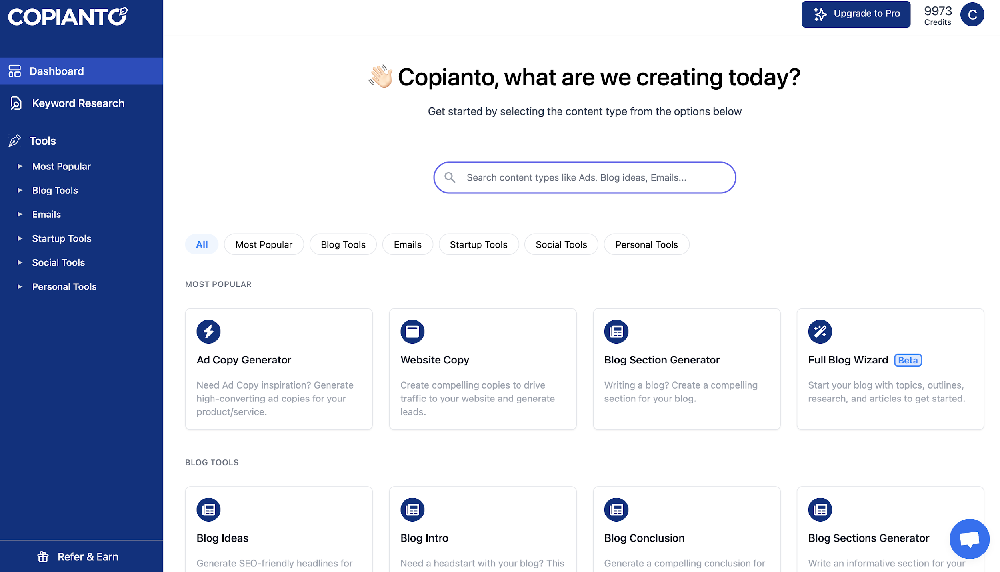 COPIANTO
Dashboard
Keyword Research
Tools
Most Popular
Blog Tools
Emails
Startup Tools
Social Tools
Personal Tools
Refer & Earn
Upgrade to Pro
9973
Credits
C
Copianto, what are we creating today?
Get started by selecting the content type from the options below
Search content types like Ads, Blog ideas, Emails...
All
Most Popular
Blog Tools
Emails
Startup Tools
Social Tools
Personal Tools
MOST POPULAR
Ad Copy Generator
Need Ad Copy inspiration? Generate
high-converting ad copies for your
product/service.
Website Copy
Create compelling copies to drive
traffic to your website and generate
leads.
Blog Section Generator
Writing a blog? Create a compelling
section for your blog.
Full Blog Wizard Beta
Start your blog with topics, outlines,
research, and articles to get started.
BLOG TOOLS
Blog Ideas
Generate SEO-friendly headlines for
Blog Intro
Need a headstart with your blog? This
Blog Conclusion
Generate a compelling conclusion for
Blog Sections Generator
Write an informative section for your